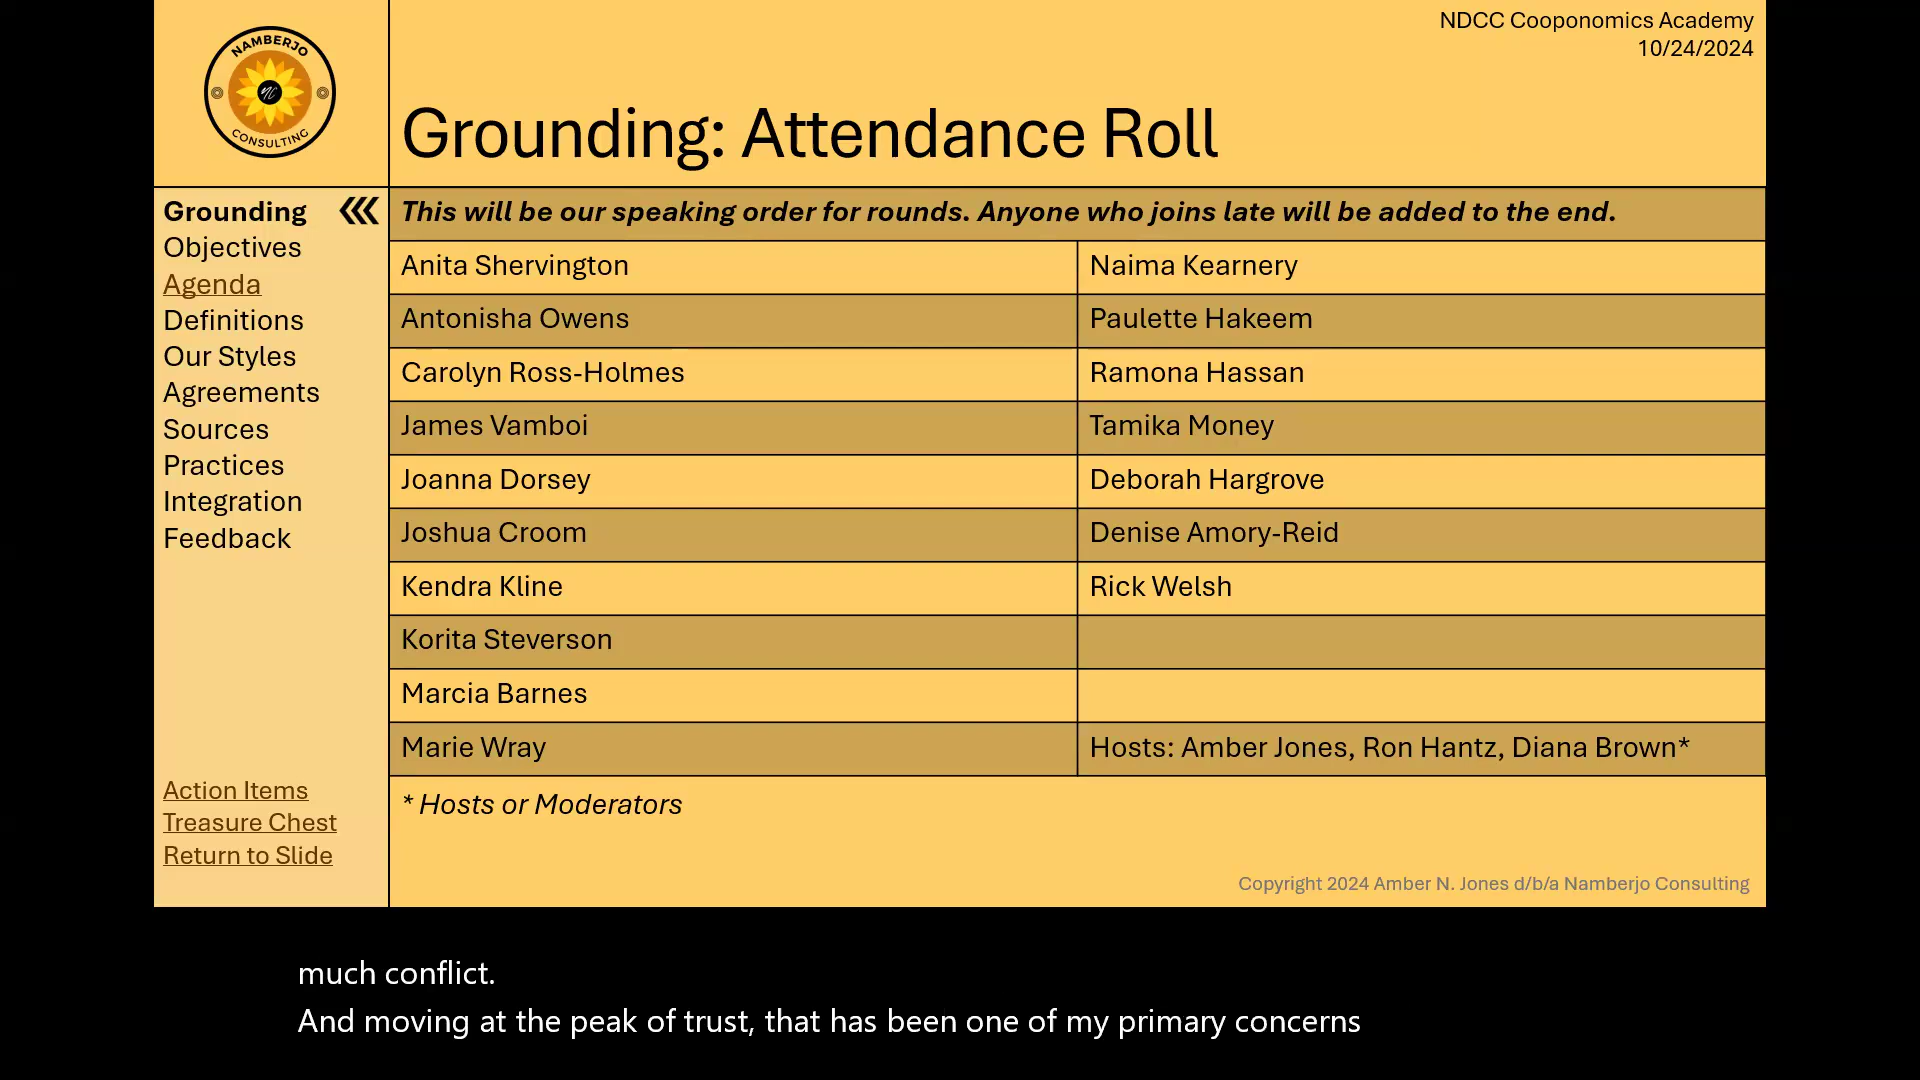 NAMBERJO
CONSULTING
NDCC Cooponomics Academy
10/24/2024
Grounding: Attendance Roll
Grounding
Objectives
Agenda
Definitions
Our Styles
Agreements
Sources
Practices
Integration
Feedback
Action Items
Treasure Chest
Return to Slide
This will be our speaking order for rounds. Anyone who joins late will be added to the end.
Anita Shervington
Naima Kearnery
Antonisha Owens
Paulette Hakeem
Carolyn Ross-Holmes
Ramona Hassan
James Vamboi
Tamika Money
Joanna Dorsey
Deborah Hargrove
Joshua Croom
Denise Amory-Reid
Kendra Kline
Rick Welsh
Korita Steverson
Marcia Barnes
Marie Wray
Hosts: Amber Jones, Ron Hantz, Diana Brown*
* Hosts or Moderators
Copyright 2024 Amber N. Jones d/b/a Namberjo Consulting
much conflict.
And moving at the peak of trust, that has been one of my primary concerns